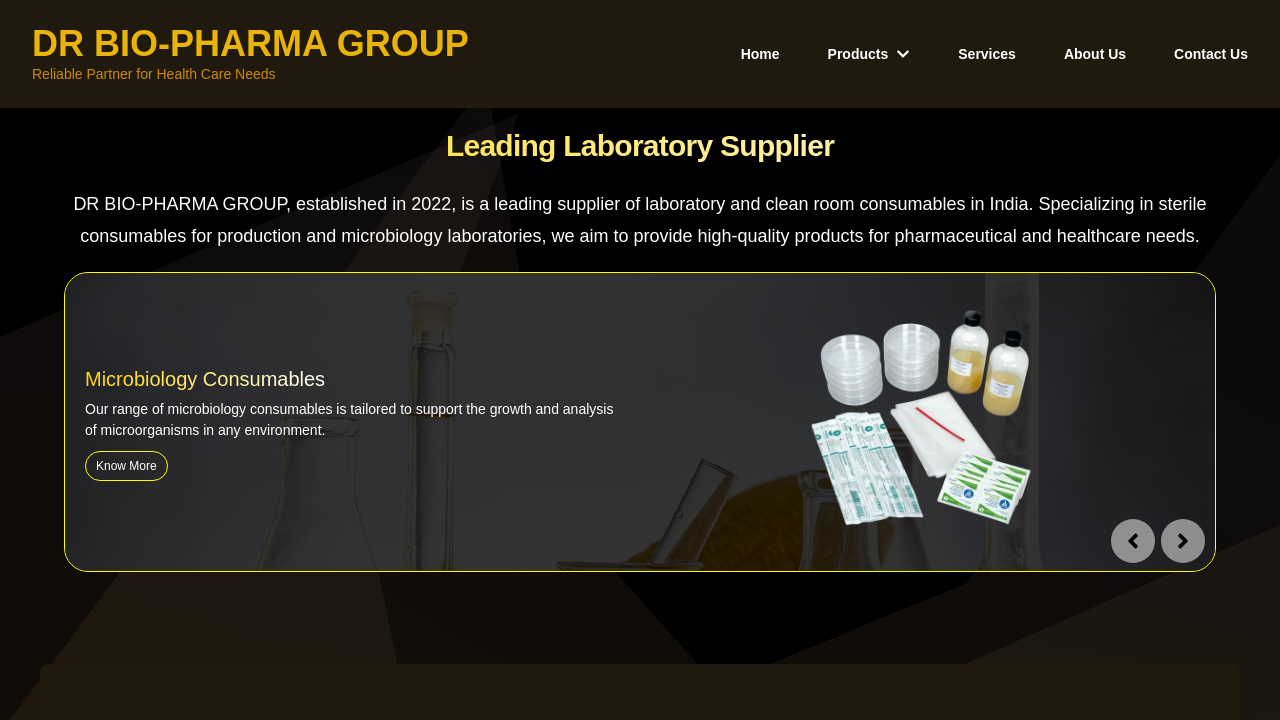 DR BIO-PHARMA GROUP
Reliable Partner for Health Care Needs
Home
Products
Services
About Us
Contact Us
Leading Laboratory Supplier
DR BIO-PHARMA GROUP, established in 2022, is a leading supplier of laboratory and clean room consumables in India. Specializing in sterile
consumables for production and microbiology laboratories, we aim to provide high-quality products for pharmaceutical and healthcare needs.
Microbiology Consumables
Our range of microbiology consumables is tailored to support the growth and analysis
of microorganisms in any environment.
Know More